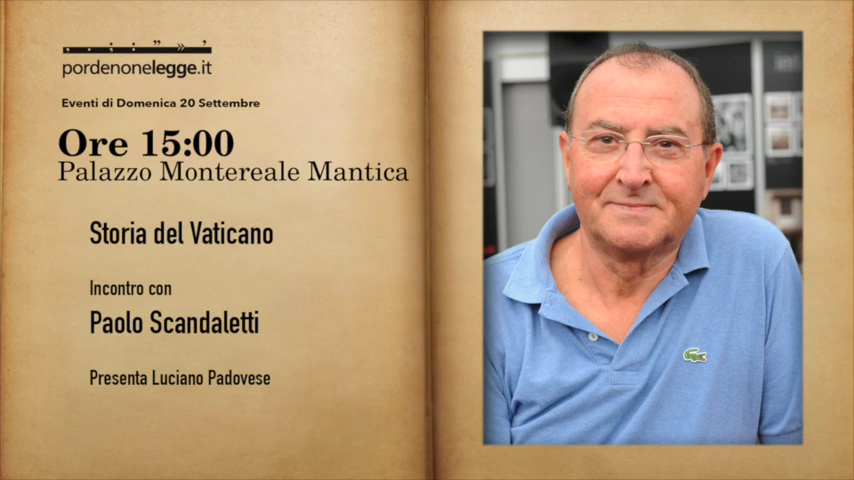 pordenonelegge.it
Eventi di Domenica 20 Settembre
Ore 15:00
Palazzo Montereale Mantica
Storia del Vaticano
Incontro con
Paolo Scandaletti
Presenta Luciano Padovese